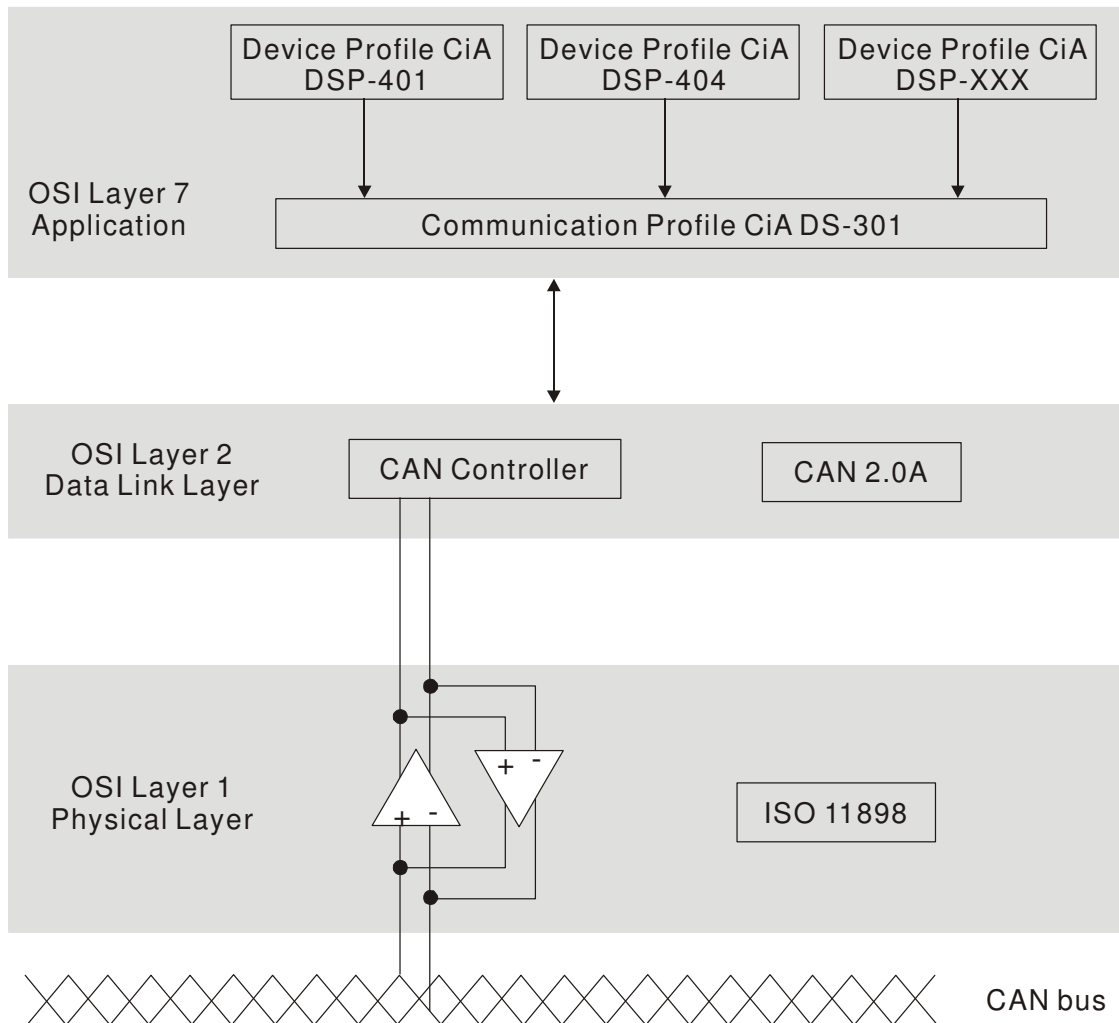 Device Profile CiA
DSP-401
Device Profile CiA
DSP-404
Device Profile CiA
DSP-XXX
OSI Layer 7
Application
Communication Profile CiA DS-301
OSI Layer 2
Data Link Layer
CAN Controller
CAN 2.0A
OSI Layer 1
Physical Layer
+ -
+ -
ISO 11898
CAN bus